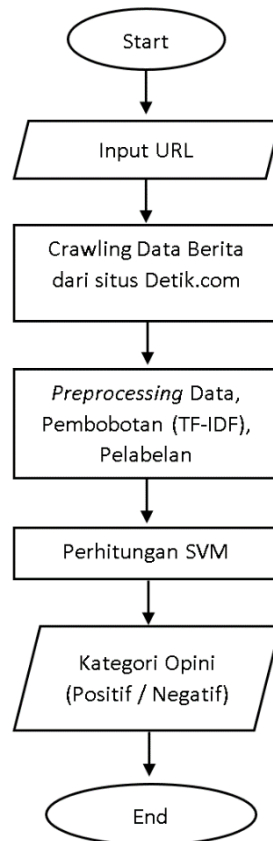 Start
Input URL
Crawling Data Berita
dari situs Detik.com
Preprocessing Data,
Pembobotan (TF-IDF),
Pelabelan
Perhitungan SVM
Kategori Opini
(Positif / Negatif)
End